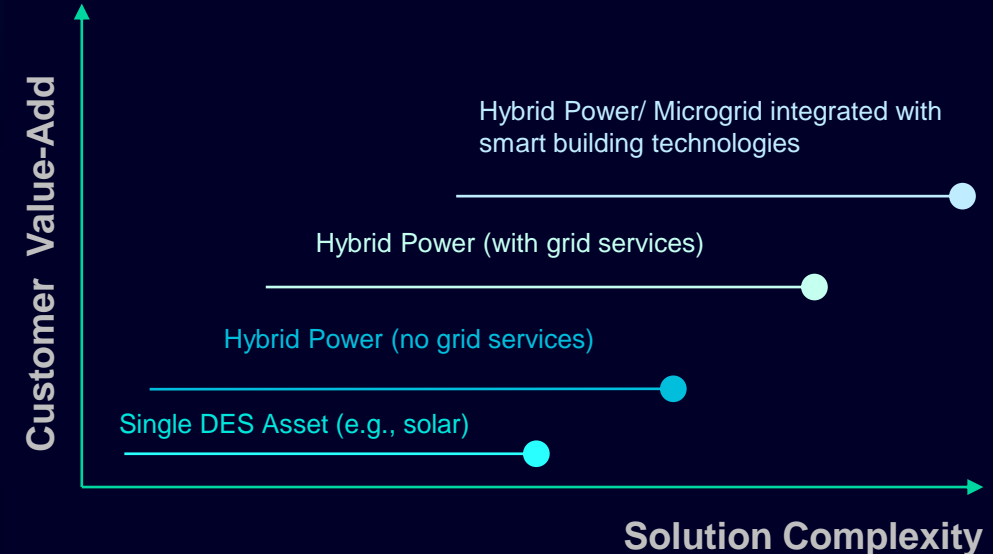 Customer Value-Add
Hybrid Power/ Microgrid integrated with
smart building technologies
Hybrid Power (with grid services)
Hybrid Power (no grid services)
Single DES Asset (e.g., solar)
Solution Complexity